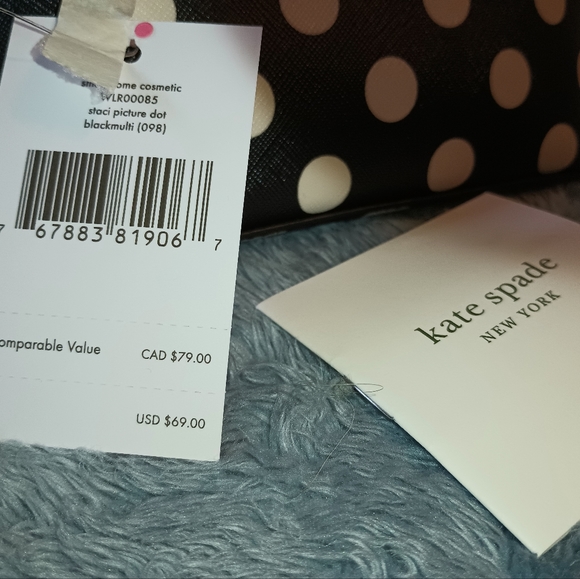 dome cosmetic
WLR00085
staci picture dot
blackmulti (098)
7 67883 81906 7
omparable Value CAD $79.00
USD $69.00
kate spade
NEW YORK